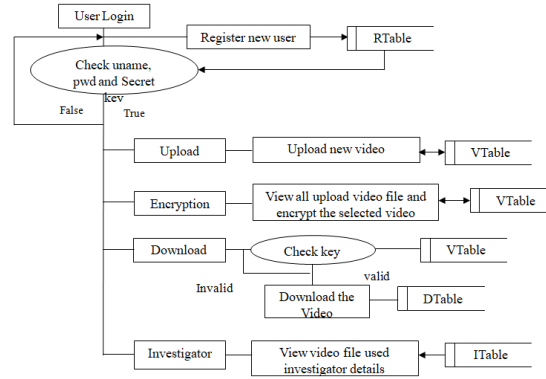 User Login
Register new user
RTable
Check uname,
pwd and Secret
key
False
True
Upload
Upload new video
VTable
Encryption
View all upload video file and
encrypt the selected video
VTable
Download
Check key
VTable
Invalid
valid
Download the
Video
DTable
Investigator
View video file used
investigator details
ITable